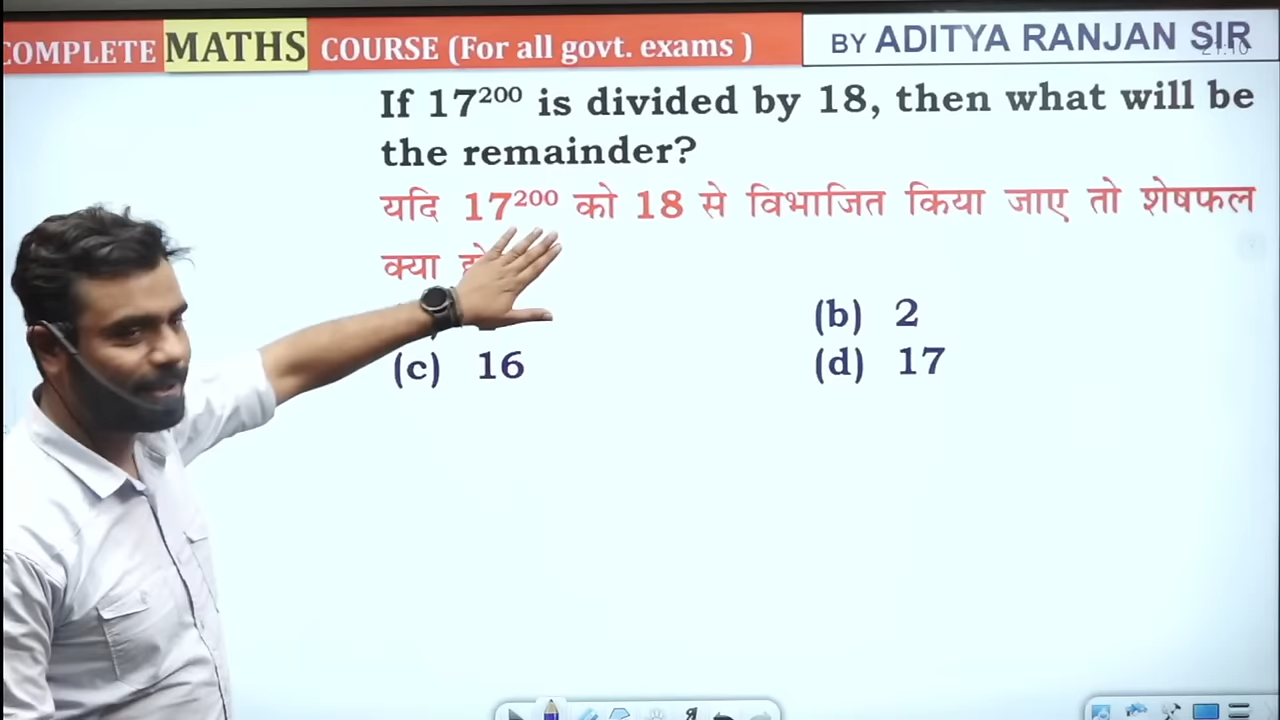 COMPLETE MATHS COURSE (For all govt. exams )
BY ADITYA RANJAN SIR
If 17²⁰⁰ is divided by 18, then what will be
the remainder?
यदि 17²⁰⁰ को 18 से विभाजित किया जाए तो शेषफल
क्या
(b) 2
(c) 16
(d) 17